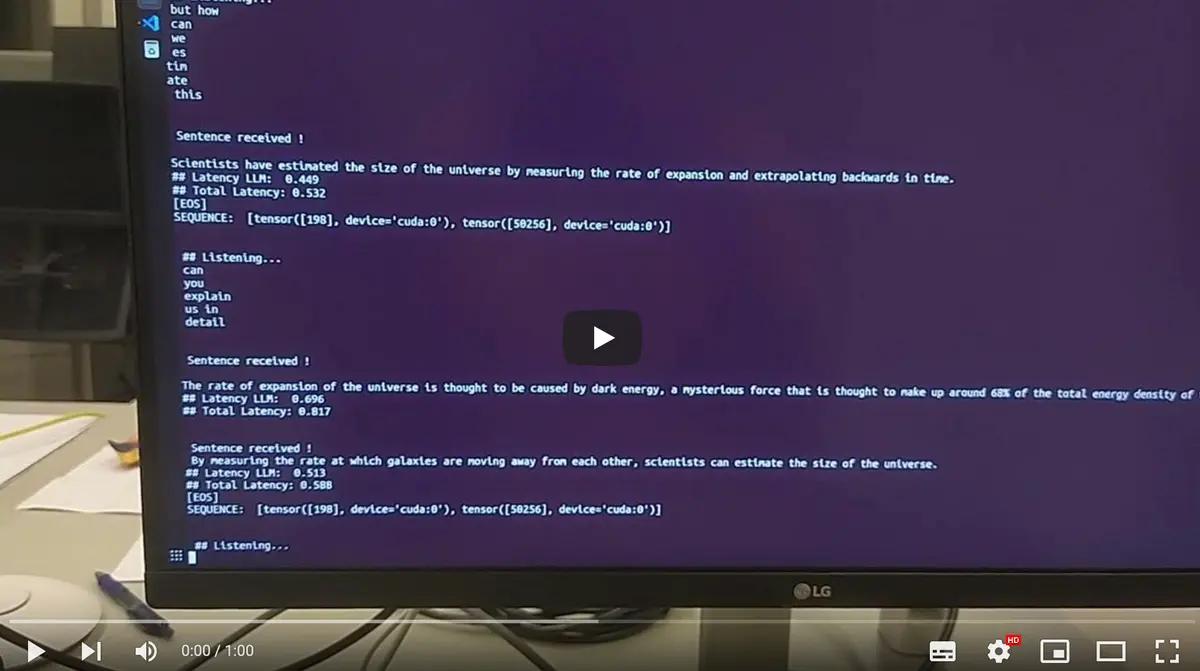 but how
can
we
es
tim
ate
this
Sentence received !
Scientists have estimated the size of the universe by measuring the rate of expansion and extrapolating backwards in time.
## Latency LLM: 0.449
## Total Latency: 0.532
[EOS]
SEQUENCE: [tensor([198], device='cuda:0'), tensor([50256], device='cuda:0')]
## Listening...
can
you
explain
us in
detail
Sentence received !
The rate of expansion of the universe is thought to be caused by dark energy, a mysterious force that is thought to make up around 68% of the total energy density of
## Latency LLM: 0.696
## Total Latency: 0.817
Sentence received !
By measuring the rate at which galaxies are moving away from each other, scientists can estimate the size of the universe.
## Latency LLM: 0.513
## Total Latency: 0.588
[EOS]
SEQUENCE: [tensor([198], device='cuda:0'), tensor([50256], device='cuda:0')]
## Listening...
LG
0:00 / 1:00
HD